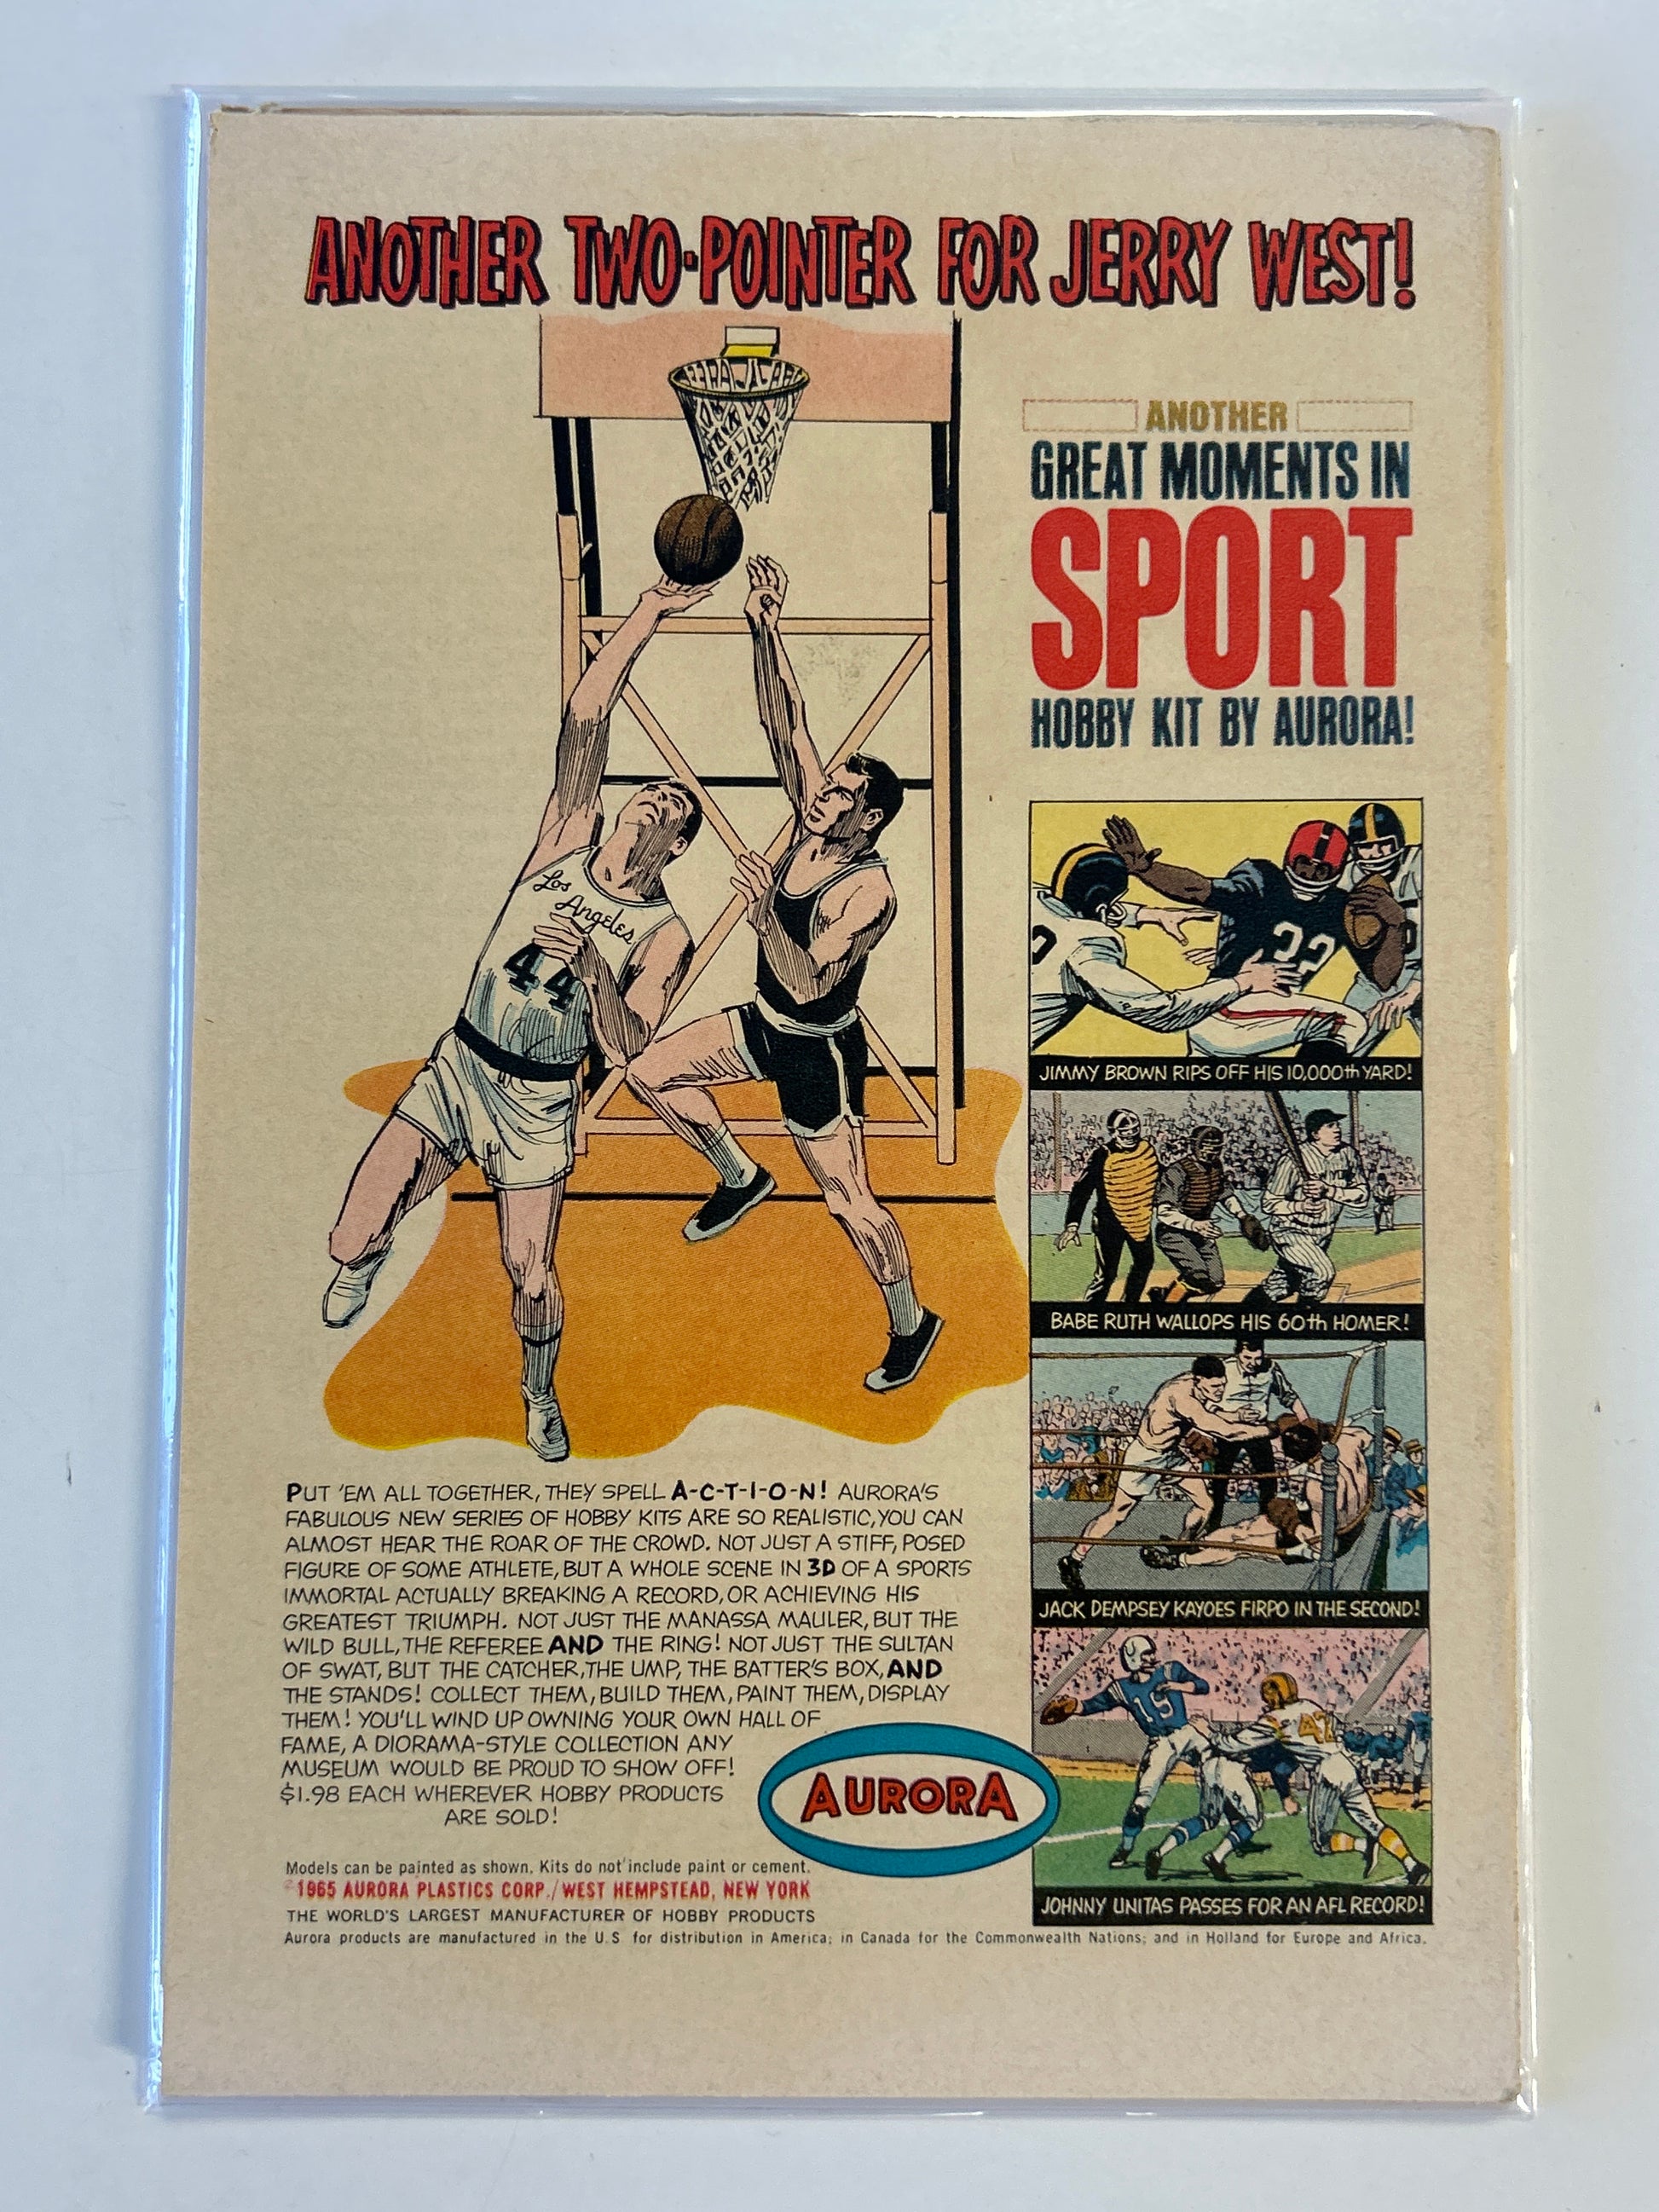 ANOTHER TWO-POINTER FOR JERRY WEST!
ANOTHER
GREAT MOMENTS IN
SPORT
HOBBY KIT BY AURORA!
Los
Angeles
44
32
JIMMY BROWN RIPS OFF HIS 10,000th YARD!
BABE RUTH WALLOPS HIS 60th HOMER!
JACK DEMPSEY KAYOES FIRPO IN THE SECOND!
19
42
JOHNNY UNITAS PASSES FOR AN AFL RECORD!
PUT 'EM ALL TOGETHER, THEY SPELL A-C-T-I-O-N! AURORA'S
FABULOUS NEW SERIES OF HOBBY KITS ARE SO REALISTIC, YOU CAN
ALMOST HEAR THE ROAR OF THE CROWD. NOT JUST A STIFF, POSED
FIGURE OF SOME ATHLETE, BUT A WHOLE SCENE IN 3D OF A SPORTS
IMMORTAL ACTUALLY BREAKING A RECORD, OR ACHIEVING HIS
GREATEST TRIUMPH. NOT JUST THE MANASSA MAULER, BUT THE
WILD BULL, THE REFEREE AND THE RING! NOT JUST THE SULTAN
OF SWAT, BUT THE CATCHER, THE UMP, THE BATTER'S BOX, AND
THE STANDS! COLLECT THEM, BUILD THEM, PAINT THEM, DISPLAY
THEM! YOU'LL WIND UP OWNING YOUR OWN HALL OF
FAME, A DIORAMA-STYLE COLLECTION ANY
MUSEUM WOULD BE PROUD TO SHOW OFF!
$1.98 EACH WHEREVER HOBBY PRODUCTS
ARE SOLD!
AURORA
Models can be painted as shown. Kits do not include paint or cement.
1965 AURORA PLASTICS CORP./WEST HEMPSTEAD, NEW YORK
THE WORLD'S LARGEST MANUFACTURER OF HOBBY PRODUCTS
Aurora products are manufactured in the U.S. for distribution in America; in Canada for the Commonwealth Nations; and in Holland for Europe and Africa.